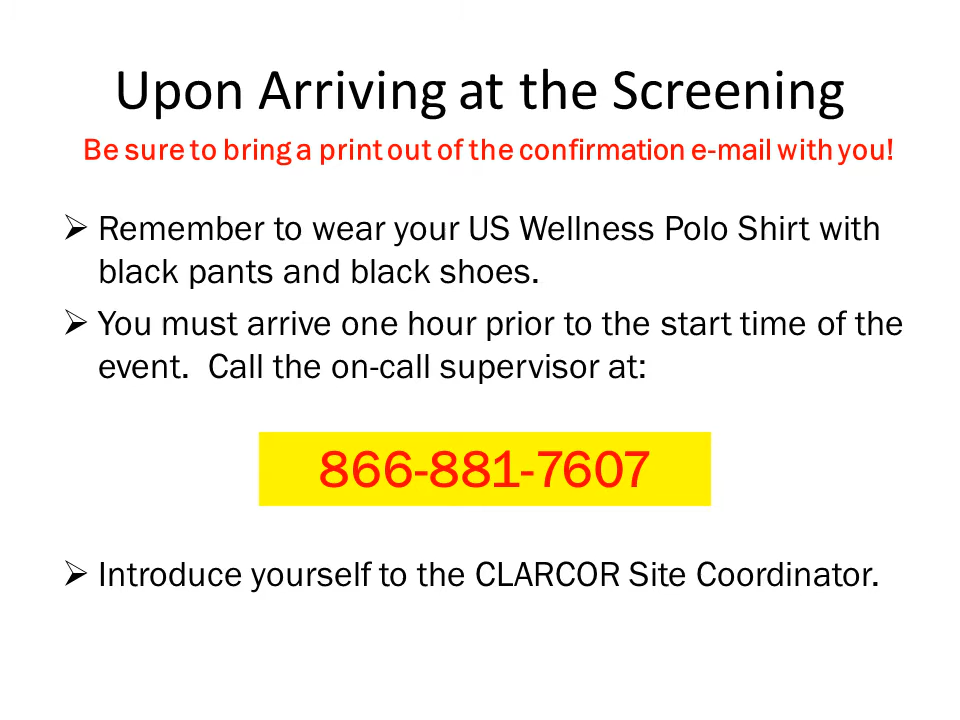 Upon Arriving at the Screening
Be sure to bring a print out of the confirmation e-mail with you!
➢ Remember to wear your US Wellness Polo Shirt with
black pants and black shoes.
➢ You must arrive one hour prior to the start time of the
event.  Call the on-call supervisor at:
866-881-7607
➢ Introduce yourself to the CLARCOR Site Coordinator.